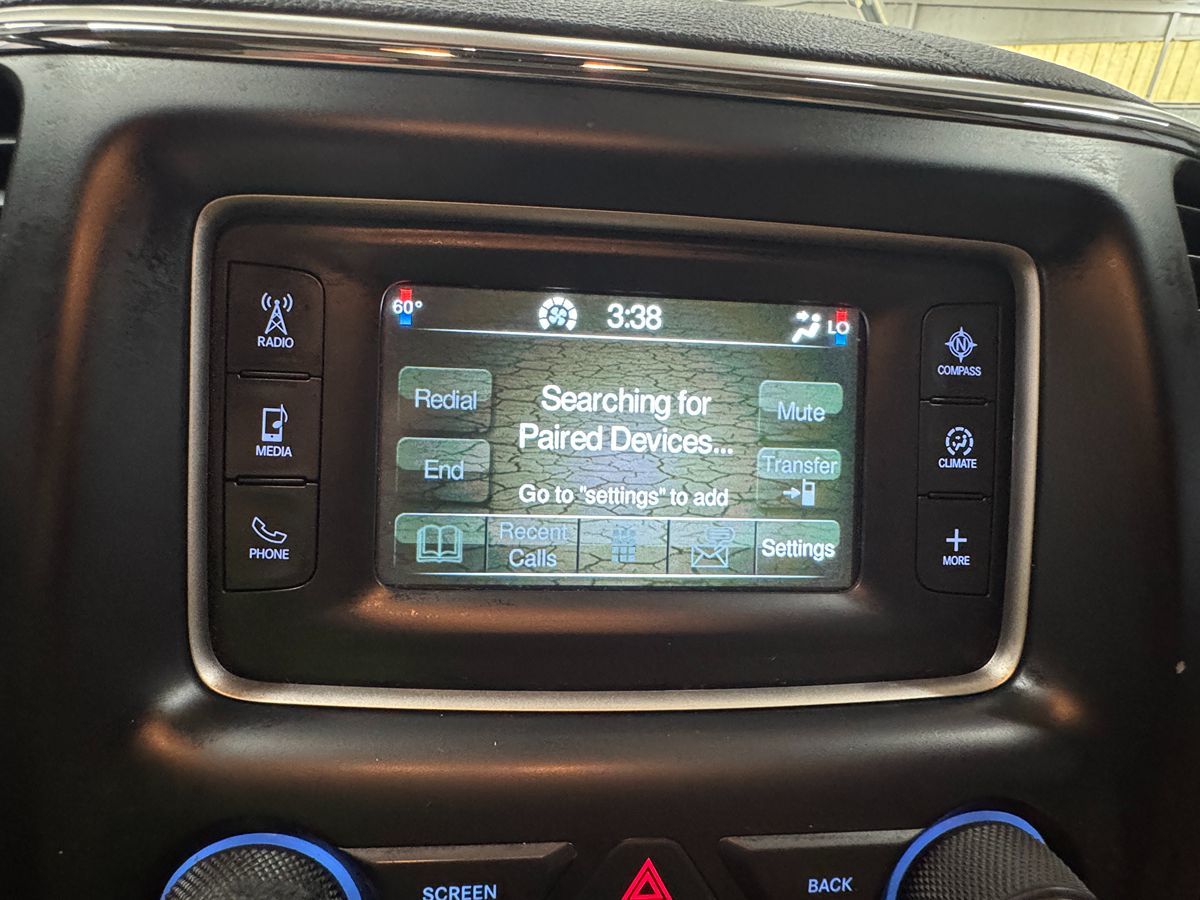 60°
3:38
LO
RADIO
MEDIA
PHONE
Redial
End
Searching for
Paired Devices...
Go to "settings" to add
Mute
Transfer
Recent
Calls
Settings
N
COMPASS
CLIMATE
MORE
SCREEN
BACK